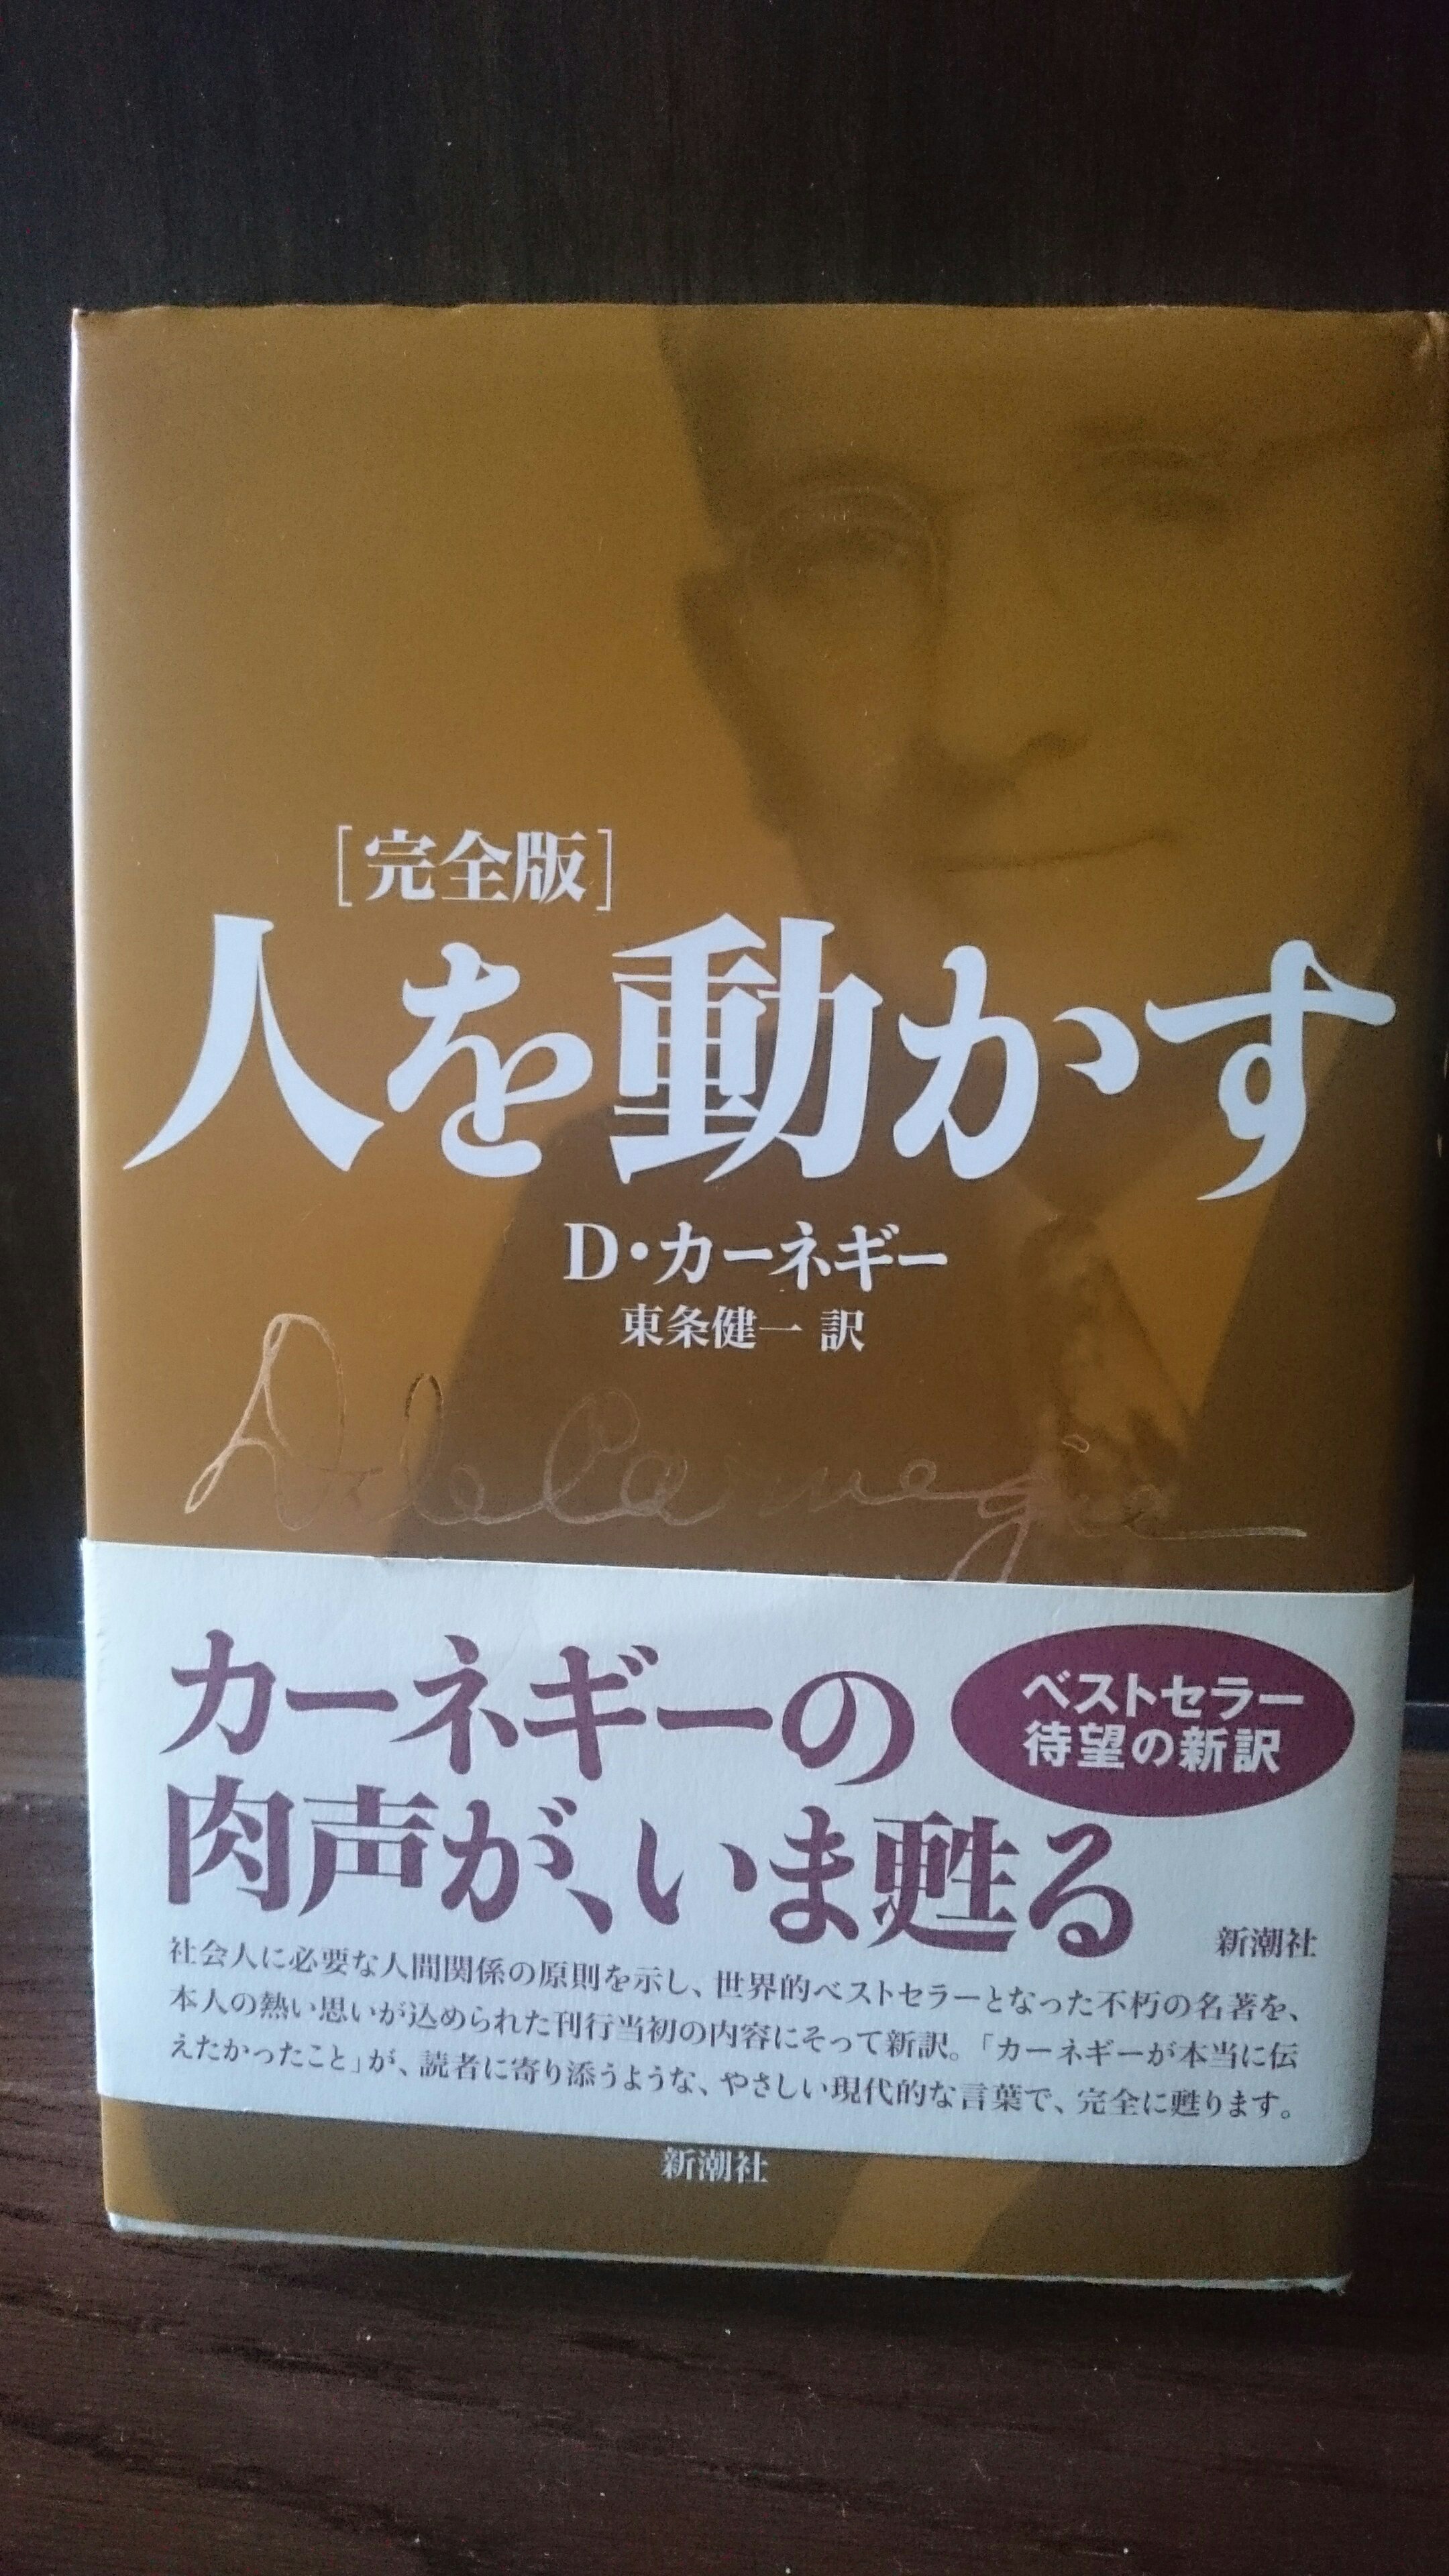 [完全版]
人を動かす
D・カーネギー
東条健一 訳
Dale Carnegie
カーネギーの
肉声が、いま甦る
ベストセラー
待望の新訳
新潮社
社会人に必要な人間関係の原則を示し、世界的ベストセラーとなった不朽の名著を、
本人の熱い思いが込められた刊行当初の内容にそって新訳。「カーネギーが本当に伝
えたかったこと」が、読者に寄り添うような、やさしい現代的な言葉で、完全に甦ります。
新潮社